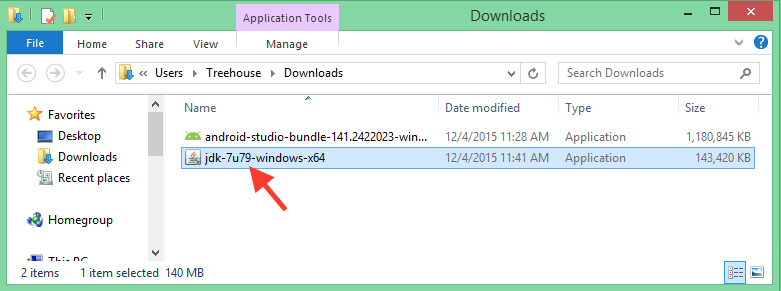 Application Tools
Downloads
File
Home
Share
View
Manage
« Users
Treehouse
Downloads
Search Downloads
Favorites
Desktop
Downloads
Recent places
Homegroup
This PC
Name
Date modified
Type
Size
android-studio-bundle-141.2422023-win...
12/4/2015 11:28 AM
Application
1,180,845 KB
jdk-7u79-windows-x64
12/4/2015 11:41 AM
Application
143,420 KB
2 items
1 item selected 140 MB